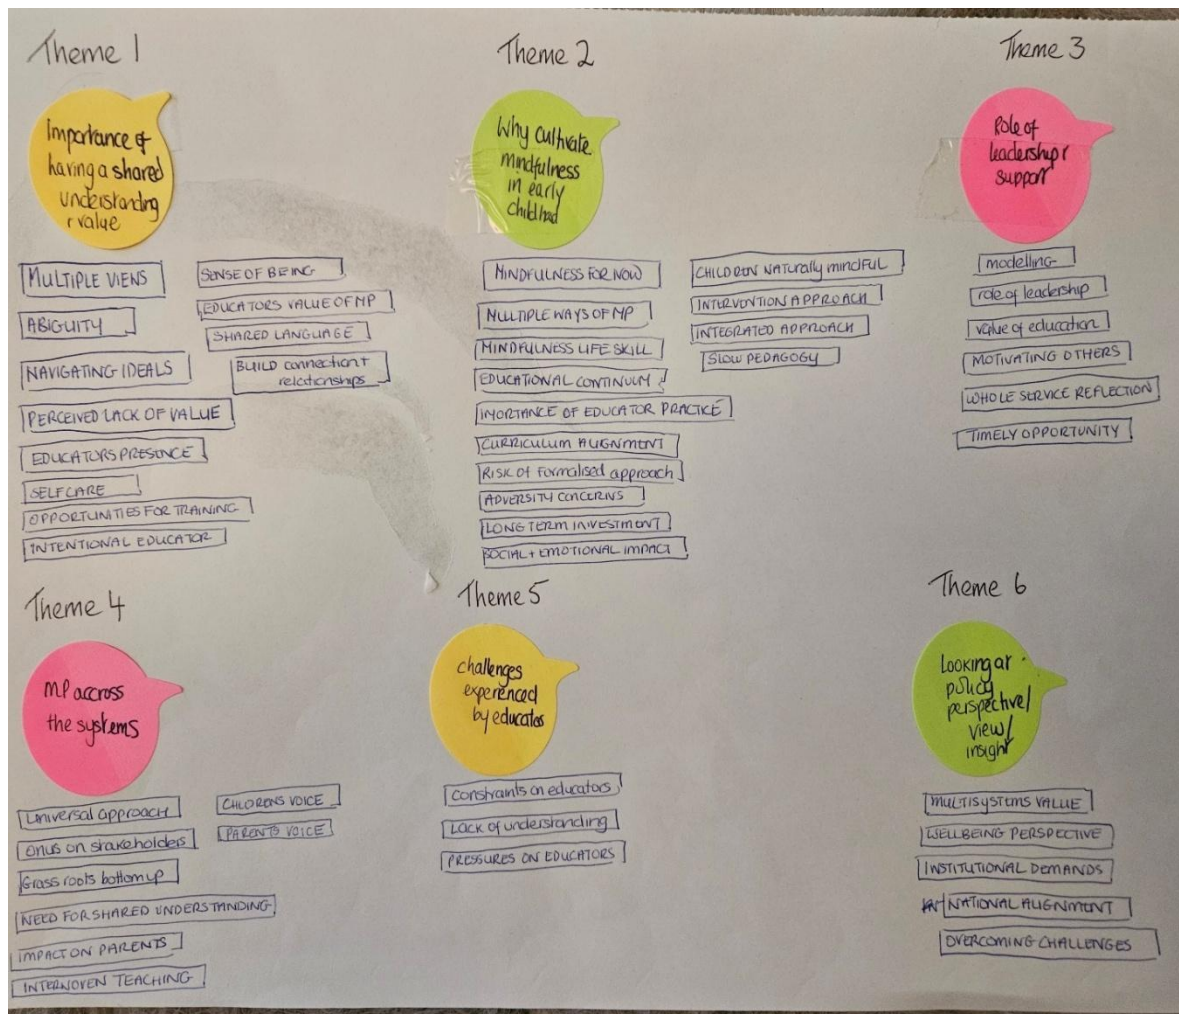 Theme 1
Importance of
having a shared
understanding
+ value
MULTIPLE VIEWS
ABIGUITY
NAVIGATING IDEALS
PERCEIVED LACK OF VALUE
EDUCATORS PRESENCE
SELFCARE
OPPORTUNITIES FOR TRAINING
INTENTIONAL EDUCATOR
SENSE OF BEING
EDUCATORS VALUE OF MP
SHARED LANGUAGE
BUILD connection +
relationships
Theme 2
Why cultivate
mindfulness
in early
childhood
MINDFULNESS FOR NOW
MULTIPLE WAYS OF MP
MINDFULNESS LIFE SKILL
EDUCATIONAL CONTINUUM
IMPORTANCE OF EDUCATOR PRACTICE
CURRICULUM ALIGNMENT
RISK OF formalised approach
ADVERSITY CONCERNS
LONG TERM INVESTMENT
SOCIAL + EMOTIONAL IMPACT
CHILDREN NATURALLY MINDFUL
INTERVENTION APPROACH
INTEGRATED APPROACH
SLOW PEDAGOGY
Theme 3
Role of
leadership +
support
modelling
role of leadership
value of education
MOTIVATING OTHERS
WHOLE SERVICE REFLECTION
TIMELY OPPORTUNITY
Theme 4
MP accross
the systems
Universal approach
onus on stakeholders
Grass roots bottom up
NEED FOR SHARED UNDERSTANDING
IMPACT ON PARENTS
INTERWOVEN TEACHING
CHILDRENS VOICE
PARENTS VOICE
Theme 5
challenges
experienced
by educators
constraints on educators
Lack of understanding
PRESSURES ON EDUCATORS
Theme 6
Looking at
policy
perspective/
view/
insight
MULTISYSTEMS VALUE
WELLBEING PERSPECTIVE
INSTITUTIONAL DEMANDS
NATIONAL ALIGNMENT
OVERCOMING CHALLENGES